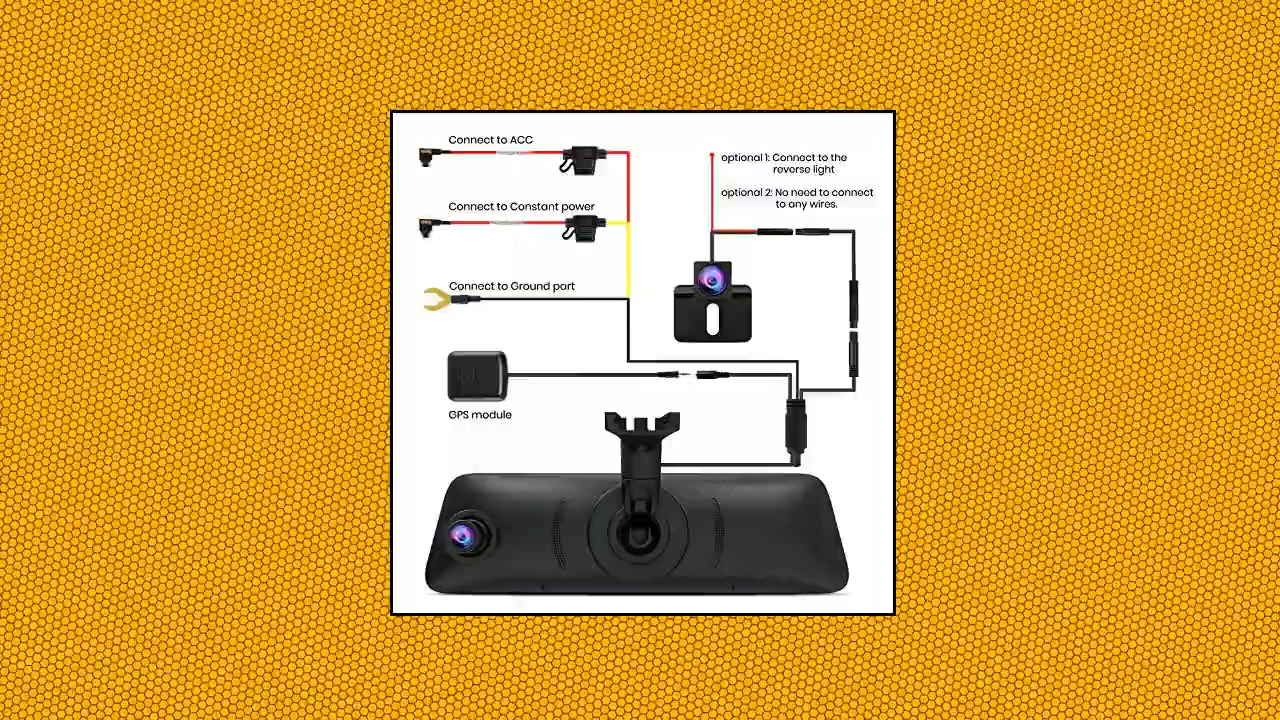 Connect to ACC
optional 1: Connect to the
reverse light
optional 2: No need to connect
to any wires.
Connect to Constant power
Connect to Ground part
GPS module